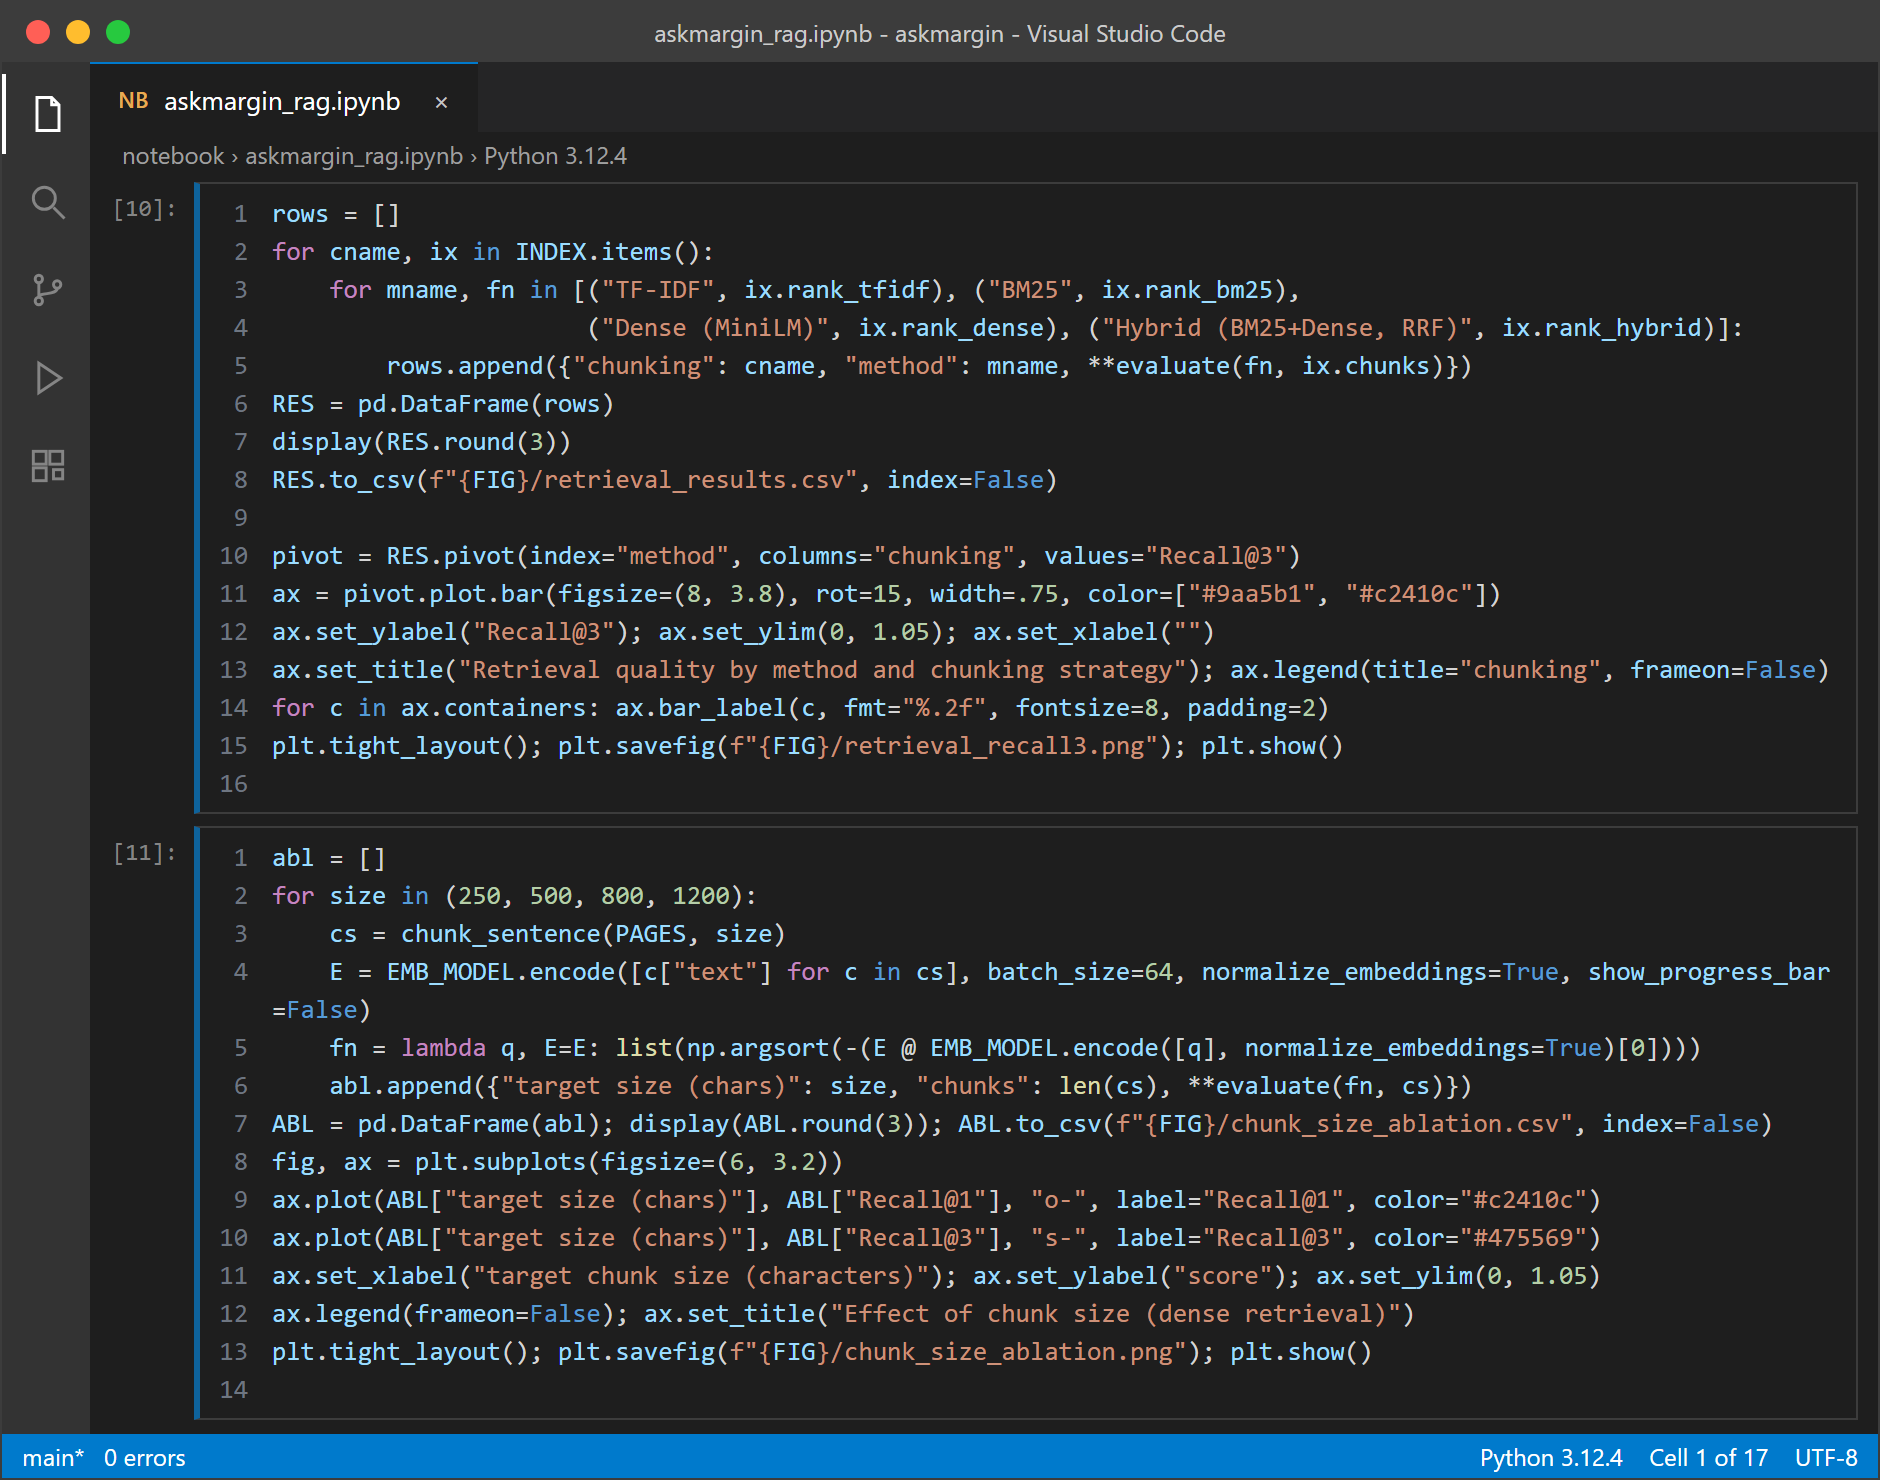 askmargin_rag.ipynb - askmargin - Visual Studio Code
NB askmargin_rag.ipynb ×
notebook › askmargin_rag.ipynb › Python 3.12.4
[10]:
1 rows = []
2 for cname, ix in INDEX.items():
3     for mname, fn in [("TF-IDF", ix.rank_tfidf), ("BM25", ix.rank_bm25),
4                       ("Dense (MiniLM)", ix.rank_dense), ("Hybrid (BM25+Dense, RRF)", ix.rank_hybrid)]:
5         rows.append({"chunking": cname, "method": mname, **evaluate(fn, ix.chunks)})
6 RES = pd.DataFrame(rows)
7 display(RES.round(3))
8 RES.to_csv(f"{FIG}/retrieval_results.csv", index=False)
9
10 pivot = RES.pivot(index="method", columns="chunking", values="Recall@3")
11 ax = pivot.plot.bar(figsize=(8, 3.8), rot=15, width=.75, color=["#9aa5b1", "#c2410c"])
12 ax.set_ylabel("Recall@3"); ax.set_ylim(0, 1.05); ax.set_xlabel("")
13 ax.set_title("Retrieval quality by method and chunking strategy"); ax.legend(title="chunking", frameon=False)
14 for c in ax.containers: ax.bar_label(c, fmt="%.2f", fontsize=8, padding=2)
15 plt.tight_layout(); plt.savefig(f"{FIG}/retrieval_recall3.png"); plt.show()
16
[11]:
1 abl = []
2 for size in (250, 500, 800, 1200):
3     cs = chunk_sentence(PAGES, size)
4     E = EMB_MODEL.encode([c["text"] for c in cs], batch_size=64, normalize_embeddings=True, show_progress_bar
=False)
5     fn = lambda q, E=E: list(np.argsort(-(E @ EMB_MODEL.encode([q], normalize_embeddings=True)[0])))
6     abl.append({"target size (chars)": size, "chunks": len(cs), **evaluate(fn, cs)})
7 ABL = pd.DataFrame(abl); display(ABL.round(3)); ABL.to_csv(f"{FIG}/chunk_size_ablation.csv", index=False)
8 fig, ax = plt.subplots(figsize=(6, 3.2))
9 ax.plot(ABL["target size (chars)"], ABL["Recall@1"], "o-", label="Recall@1", color="#c2410c")
10 ax.plot(ABL["target size (chars)"], ABL["Recall@3"], "s-", label="Recall@3", color="#475569")
11 ax.set_xlabel("target chunk size (characters)"); ax.set_ylabel("score"); ax.set_ylim(0, 1.05)
12 ax.legend(frameon=False); ax.set_title("Effect of chunk size (dense retrieval)")
13 plt.tight_layout(); plt.savefig(f"{FIG}/chunk_size_ablation.png"); plt.show()
14
main* 0 errors Python 3.12.4 Cell 1 of 17 UTF-8